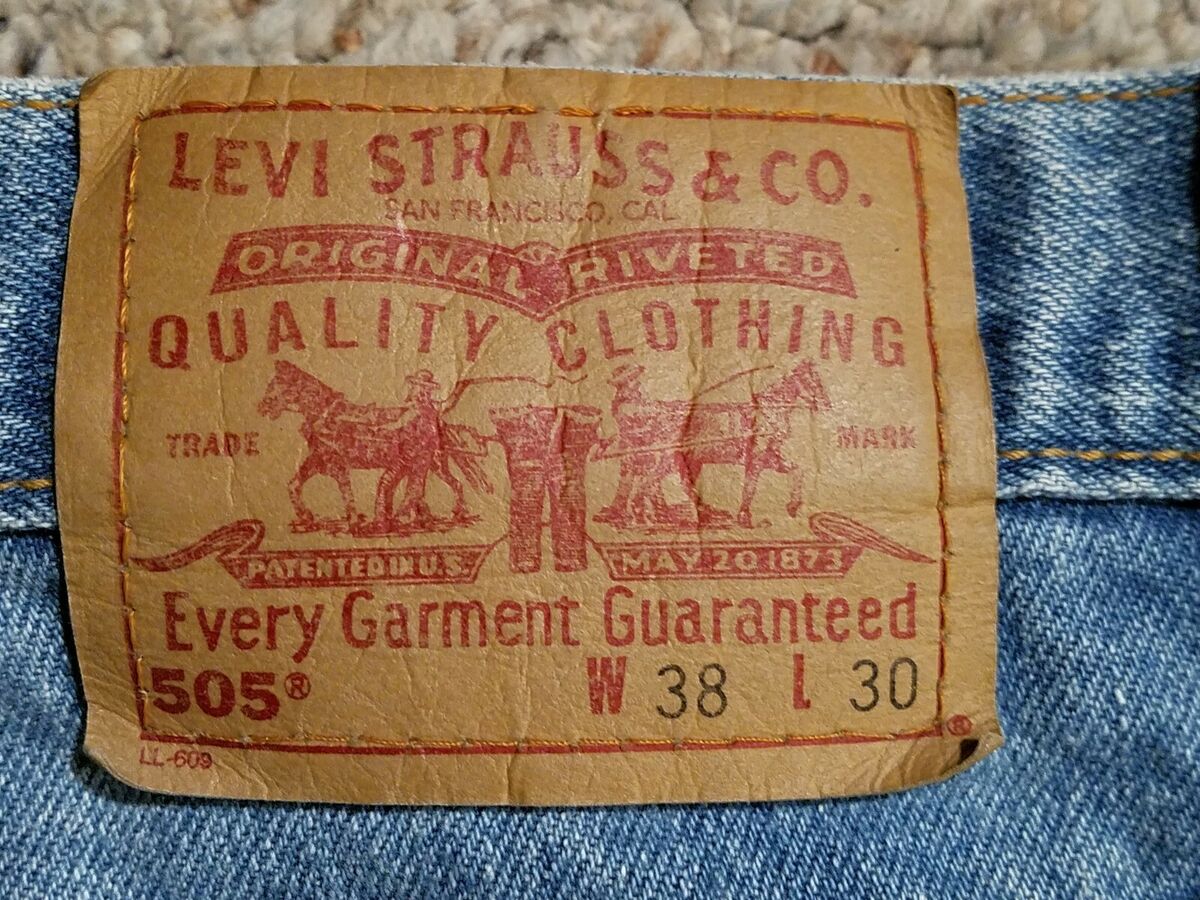 LEVI STRAUSS & CO.
SAN FRANCISCO, CAL
ORIGINAL RIVETED
QUALITY CLOTHING
TRADE MARK
PATENTED IN U.S. MAY 20 1873
Every Garment Guaranteed
505® W 38 L 30
®
LL-609